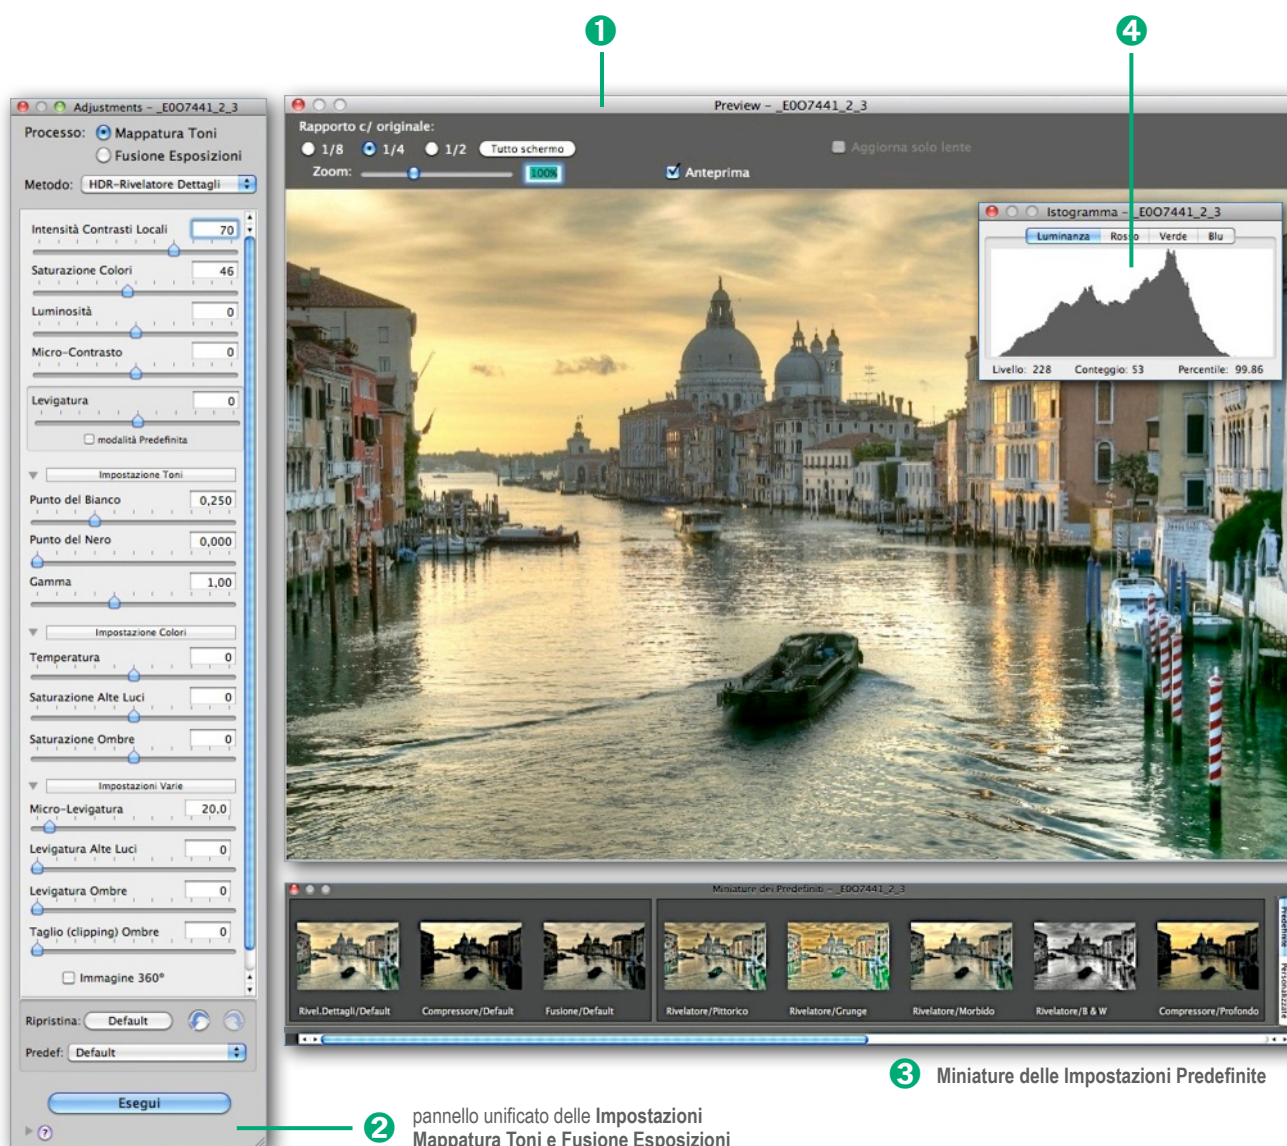 1
4
Adjustments - _E0O7441_2_3
Processo: Mappatura Toni
Fusione Esposizioni
Metodo: HDR-Rivelatore Dettagli
Intensità Contrasti Locali 70
Saturazione Colori 46
Luminosità 0
Micro-Contrasto 0
Levigatura 0
modalità Predefinita
Impostazione Toni
Punto del Bianco 0,250
Punto del Nero 0,000
Gamma 1,00
Impostazione Colori
Temperatura 0
Saturazione Alte Luci 0
Saturazione Ombre 0
Impostazioni Varie
Micro-Levigatura 20,0
Levigatura Alte Luci 0
Levigatura Ombre 0
Taglio (clipping) Ombre 0
Immagine 360°
Ripristina: Default
Predef: Default
Esegui
?
Preview - _E0O7441_2_3
Rapporto c/ originale:
1/8 1/4 1/2 Tutto schermo
Aggiorna solo lente
Zoom: 100% Anteprima
Istogramma - _E0O7441_2_3
Luminanza Rosso Verde Blu
Livello: 228 Conteggio: 53 Percentile: 99.86
Miniature dei Predefiniti - _E0O7441_2_3
Rivel.Dettagli/Default Compressore/Default Fusione/Default Rivelatore/Pittorico Rivelatore/Grunge Rivelatore/Morbido Rivelatore/B & W Compressore/Profondo
Predefinite
Personalizzate
3 Miniature delle Impostazioni Predefinite
2 pannello unificato delle Impostazioni
Mappatura Toni e Fusione Esposizioni